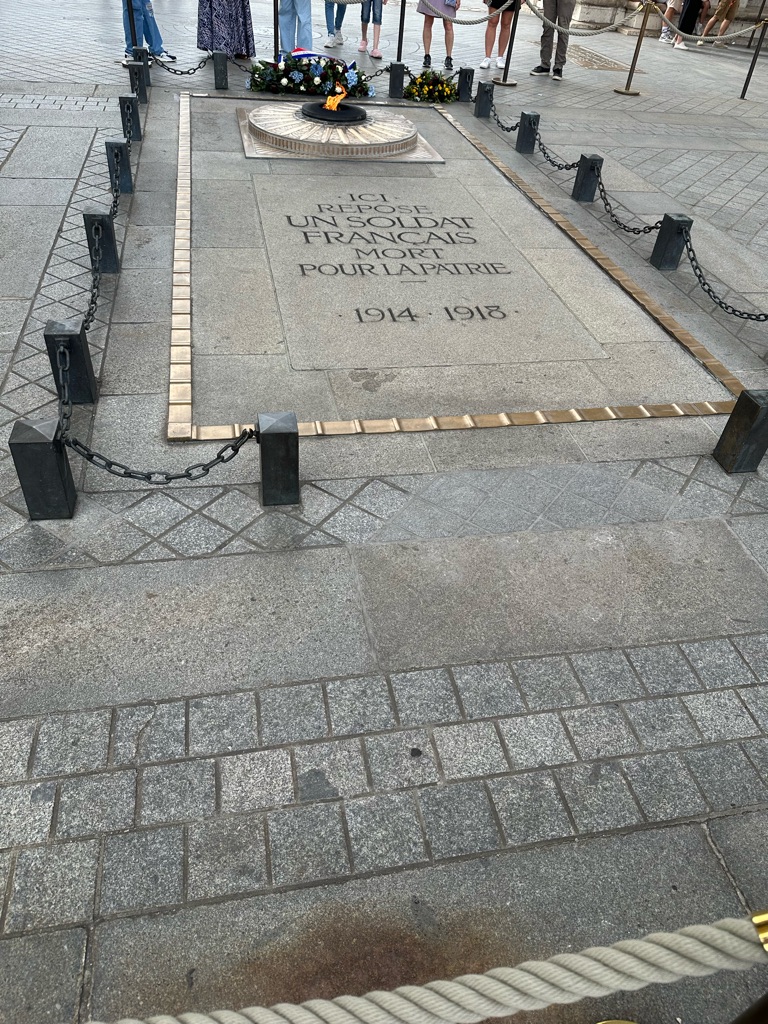 ICI
REPOSE
UN SOLDAT
FRANÇAIS
MORT
POUR LA PATRIE
—
· 1914 · 1918 ·